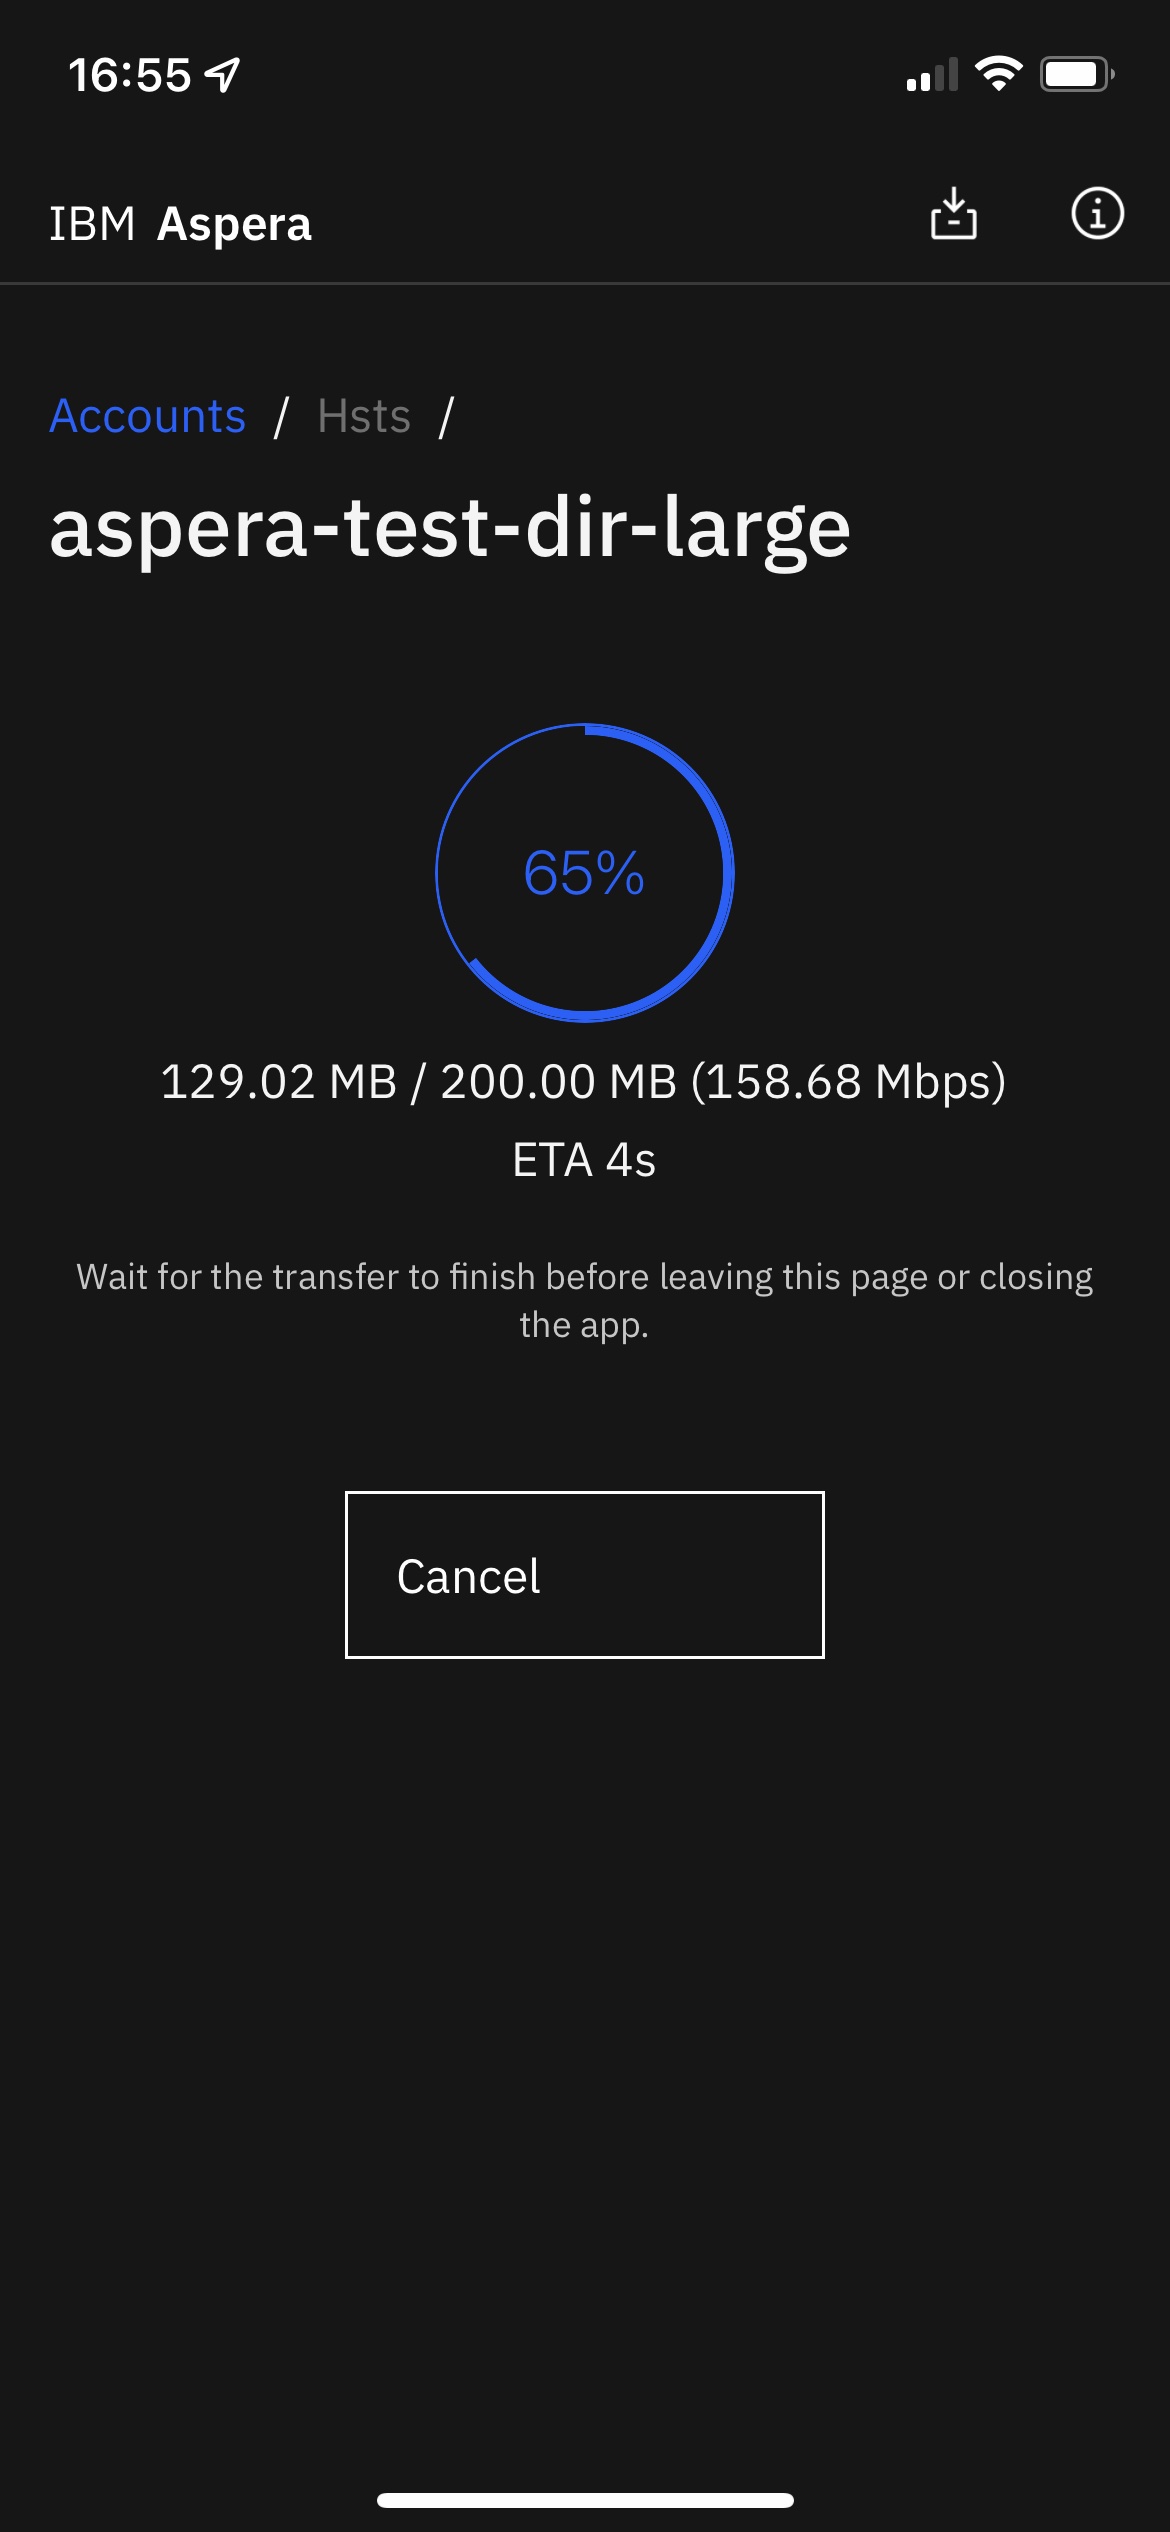 16:55
IBM Aspera
Accounts / Hsts /
aspera-test-dir-large
65%
129.02 MB / 200.00 MB (158.68 Mbps)
ETA 4s
Wait for the transfer to finish before leaving this page or closing
the app.
Cancel